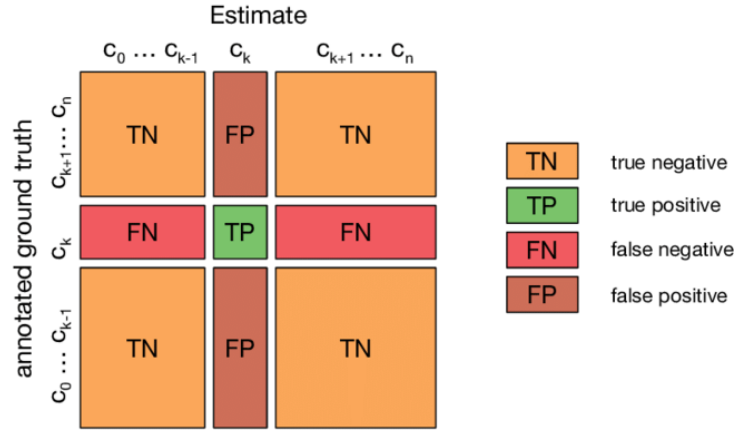 Estimate
c0 … ck-1 ck ck+1 … cn
annotated ground truth
ck+1 … cn
ck
c0 … ck-1
TN FP TN
FN TP FN
TN FP TN
TN true negative
TP true positive
FN false negative
FP false positive